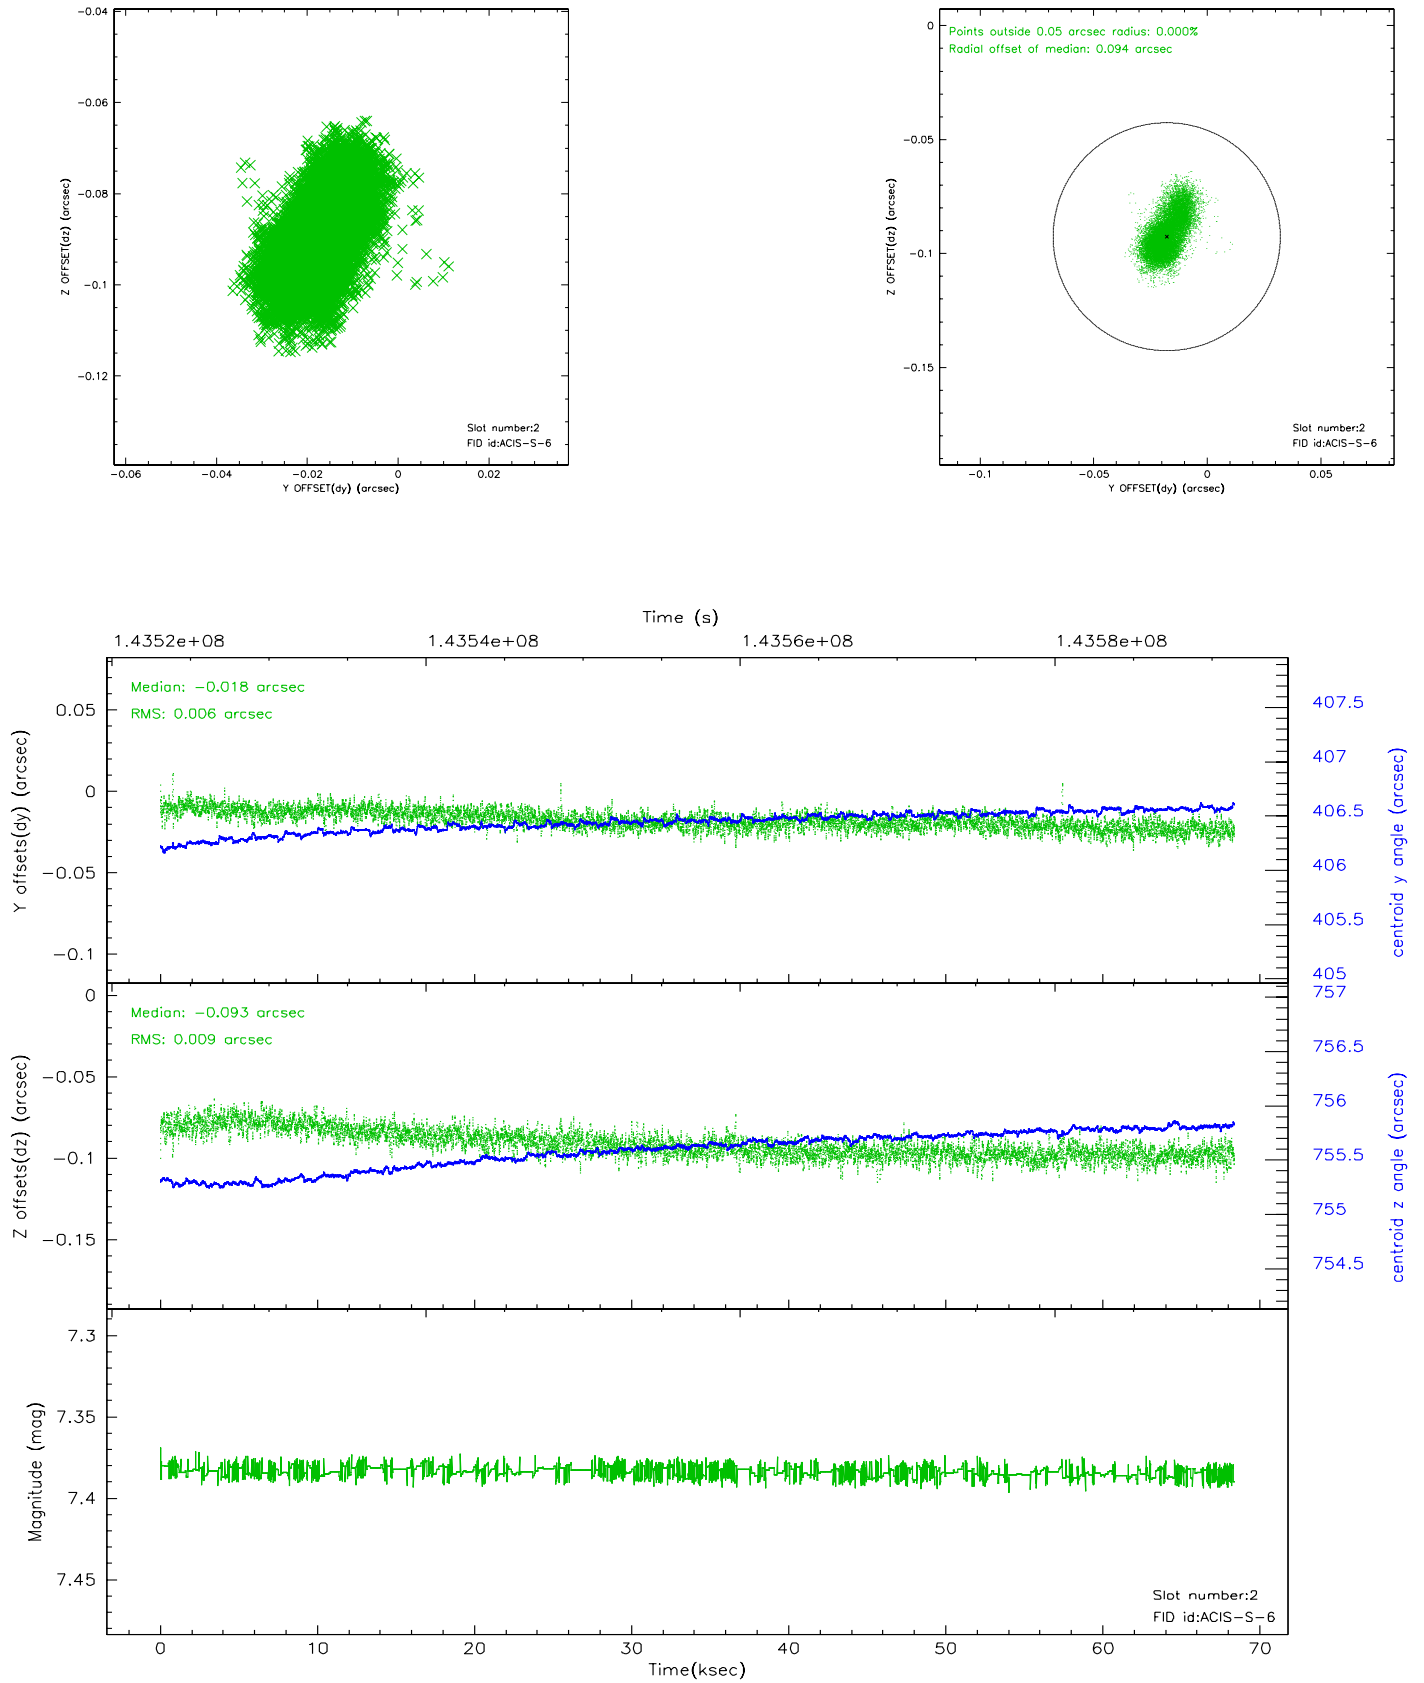 -0.04
-0.06
-0.08
-0.1
-0.12
Z OFFSET(dz) (arcsec)
Slot number:2
FID id:ACIS-S-6
-0.06 -0.04 -0.02 0 0.02
Y OFFSET(dy) (arcsec)
Points outside 0.05 arcsec radius: 0.000%
Radial offset of median: 0.094 arcsec
0
-0.05
-0.1
-0.15
Z OFFSET(dz) (arcsec)
Slot number:2
FID id:ACIS-S-6
-0.1 -0.05 0 0.05
Y OFFSET(dy) (arcsec)
Time (s)
1.4352e+08 1.4354e+08 1.4356e+08 1.4358e+08
Median: -0.018 arcsec
RMS: 0.006 arcsec
0.05
0
-0.05
-0.1
Y offsets(dy) (arcsec)
407.5
407
406.5
406
405.5
405
centroid y angle (arcsec)
Median: -0.093 arcsec
RMS: 0.009 arcsec
0
-0.05
-0.1
-0.15
Z offsets(dz) (arcsec)
757
756.5
756
755.5
755
754.5
centroid z angle (arcsec)
7.3
7.35
7.4
7.45
Magnitude (mag)
Slot number:2
FID id:ACIS-S-6
0 10 20 30 40 50 60 70
Time(ksec)